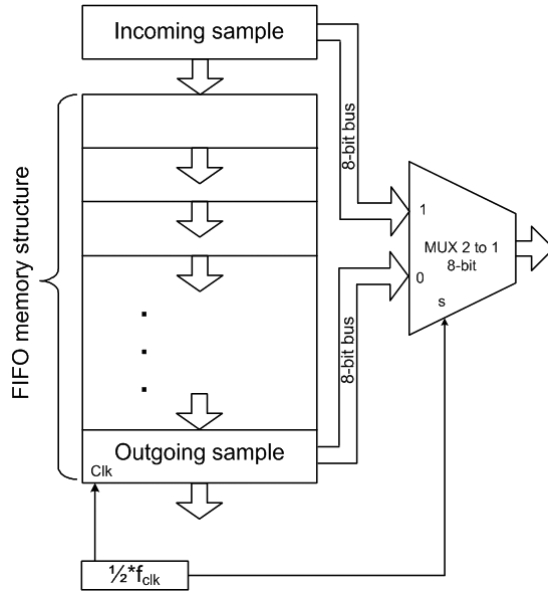 Incoming sample
8-bit bus
FIFO memory structure
1
MUX 2 to 1
8-bit
0
s
8-bit bus
Outgoing sample
Clk
½*fclk